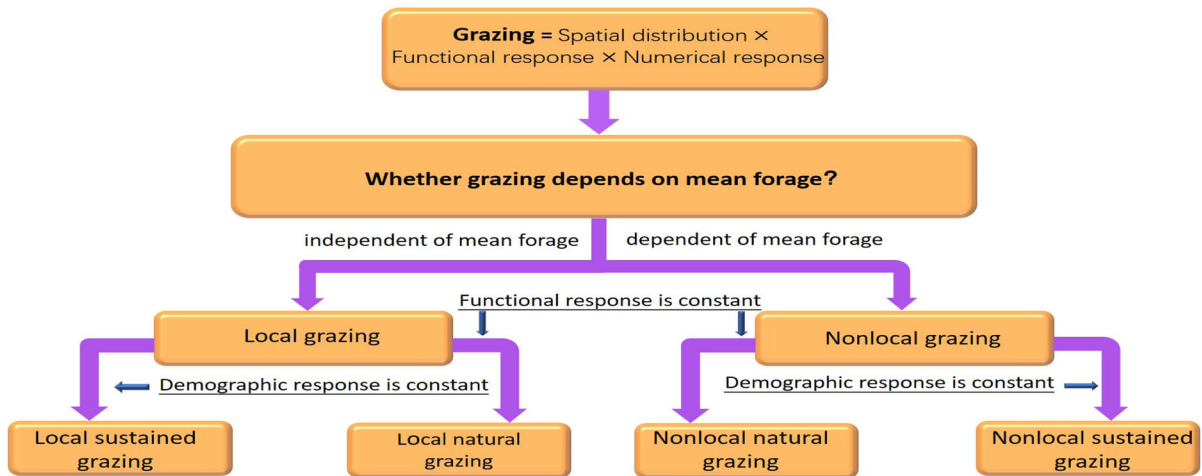 Grazing = Spatial distribution ×
Functional response × Numerical response
Whether grazing depends on mean forage?
independent of mean forage
dependent of mean forage
Functional response is constant
Local grazing
Nonlocal grazing
Demographic response is constant
Demographic response is constant
Local sustained
grazing
Local natural
grazing
Nonlocal natural
grazing
Nonlocal sustained
grazing